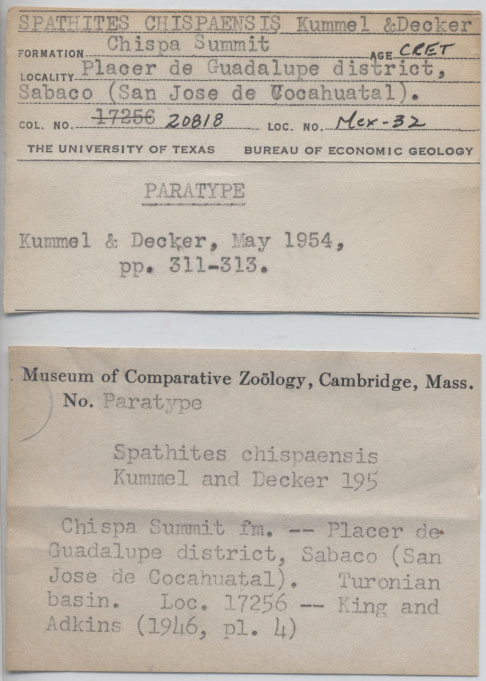 SPATHITES CHISPAENSIS Kummel &Decker
FORMATION Chispa Summit AGE CRET
LOCALITY Placer de Guadalupe district,
Sabaco (San Jose de Cocahuatal).
COL. NO. 17256 20818 LOC. NO. Mex-32
THE UNIVERSITY OF TEXAS BUREAU OF ECONOMIC GEOLOGY
PARATYPE
Kummel & Decker, May 1954,
pp. 311-313.
Museum of Comparative Zoölogy, Cambridge, Mass.
No. Paratype
Spathites chispaensis
Kummel and Decker 195
Chispa Summit fm. -- Placer de
Guadalupe district, Sabaco (San
Jose de Cocahuatal). Turonian
basin. Loc. 17256 -- King and
Adkins (1946, pl. 4)